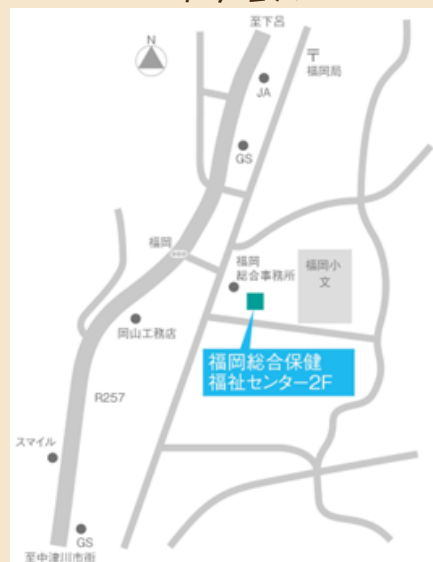 至下呂
N
〒
福岡局
JA
GS
福岡
福岡
総合事務所
福岡小
文
岡山工務店
福岡総合保健
福祉センター2F
R257
スマイル
GS
至中津川市街